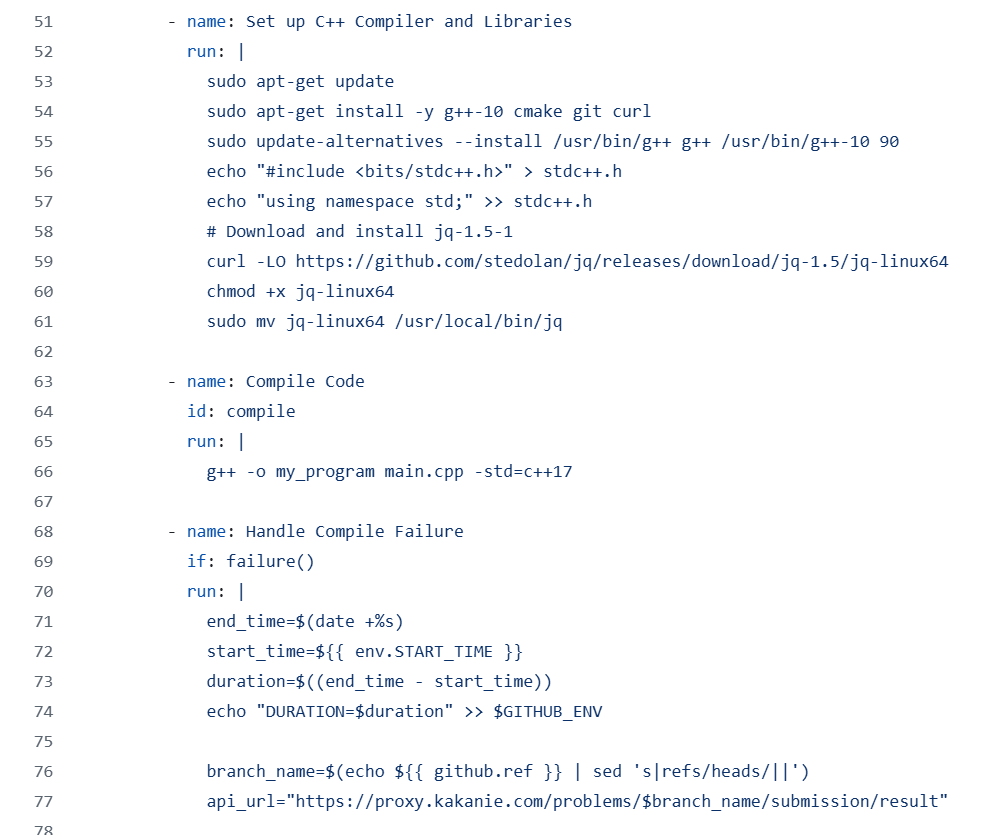 51 - name: Set up C++ Compiler and Libraries
52 run: |
53 sudo apt-get update
54 sudo apt-get install -y g++-10 cmake git curl
55 sudo update-alternatives --install /usr/bin/g++ g++ /usr/bin/g++-10 90
56 echo "#include <bits/stdc++.h>" > stdc++.h
57 echo "using namespace std;" >> stdc++.h
58 # Download and install jq-1.5-1
59 curl -LO https://github.com/stedolan/jq/releases/download/jq-1.5/jq-linux64
60 chmod +x jq-linux64
61 sudo mv jq-linux64 /usr/local/bin/jq
62
63 - name: Compile Code
64 id: compile
65 run: |
66 g++ -o my_program main.cpp -std=c++17
67
68 - name: Handle Compile Failure
69 if: failure()
70 run: |
71 end_time=$(date +%s)
72 start_time=${{ env.START_TIME }}
73 duration=$((end_time - start_time))
74 echo "DURATION=$duration" >> $GITHUB_ENV
75
76 branch_name=$(echo ${{ github.ref }} | sed 's|refs/heads/||')
77 api_url="https://proxy.kakanie.com/problems/$branch_name/submission/result"
78